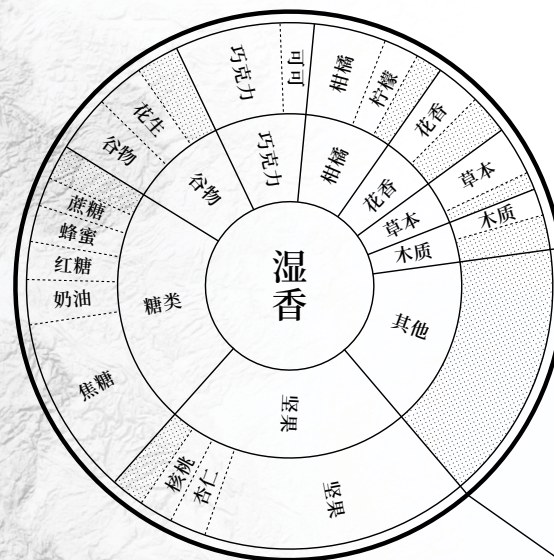 湿香
巧克力
柑橘
花香
草本
木质
其他
坚果
糖类
谷物
巧克力
可可
柑橘
柠檬
花香
草本
木质
坚果
杏仁
核桃
焦糖
奶油
红糖
蜂蜜
蔗糖
谷物
花生